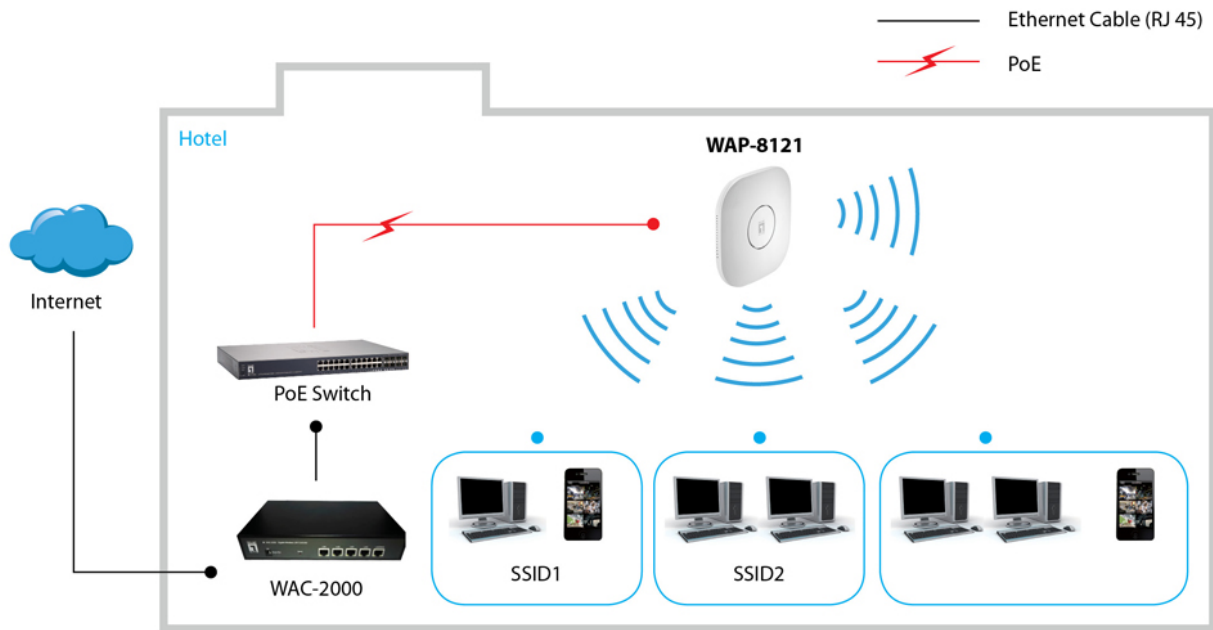 Ethernet Cable (RJ 45)
PoE
Hotel
WAP-8121
Internet
PoE Switch
WAC-2000
SSID1
SSID2